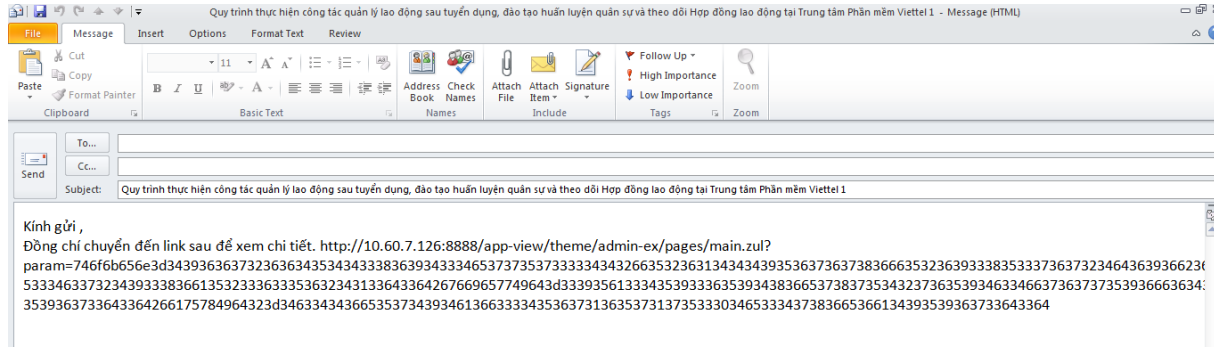 Quy trình thực hiện công tác quản lý lao động sau tuyển dụng, đào tạo huấn luyện quân sự và theo dõi Hợp đồng lao động tại Trung tâm Phần mềm Viettel 1 - Message (HTML)
File Message Insert Options Format Text Review
Cut
Copy
Format Painter
Paste
Clipboard
11
B I U
Basic Text
Address Book
Check Names
Names
Attach File
Attach Item
Signature
Include
Follow Up
High Importance
Low Importance
Tags
Zoom
Zoom
Send
To...
Cc...
Subject: Quy trình thực hiện công tác quản lý lao động sau tuyển dụng, đào tạo huấn luyện quân sự và theo dõi Hợp đồng lao động tại Trung tâm Phần mềm Viettel 1
Kính gửi ,
Đồng chí chuyển đến link sau để xem chi tiết. http://10.60.7.126:8888/app-view/theme/admin-ex/pages/main.zul?